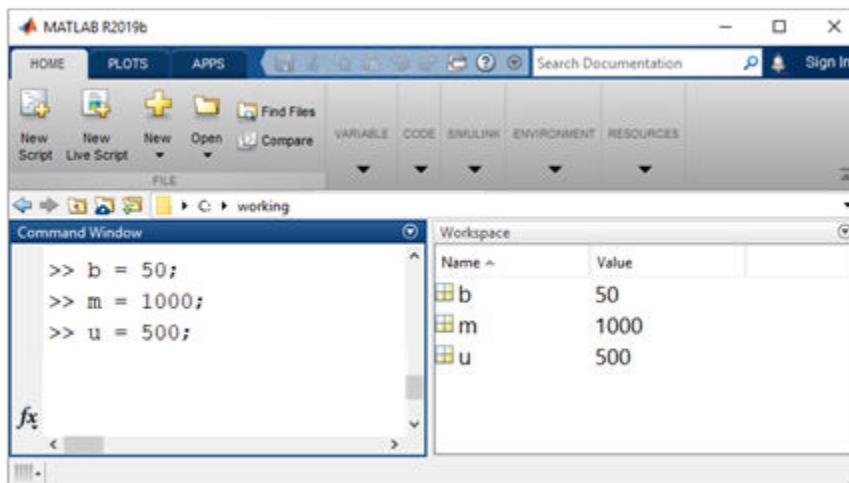 MATLAB R2019b
HOME PLOTS APPS Search Documentation Sign In
New Script
New Live Script
New
Open
Find Files
Compare
VARIABLE CODE SIMULINK ENVIRONMENT RESOURCES
FILE
C: working
Command Window
>> b = 50;
>> m = 1000;
>> u = 500;
fx
Workspace
Name Value
b 50
m 1000
u 500